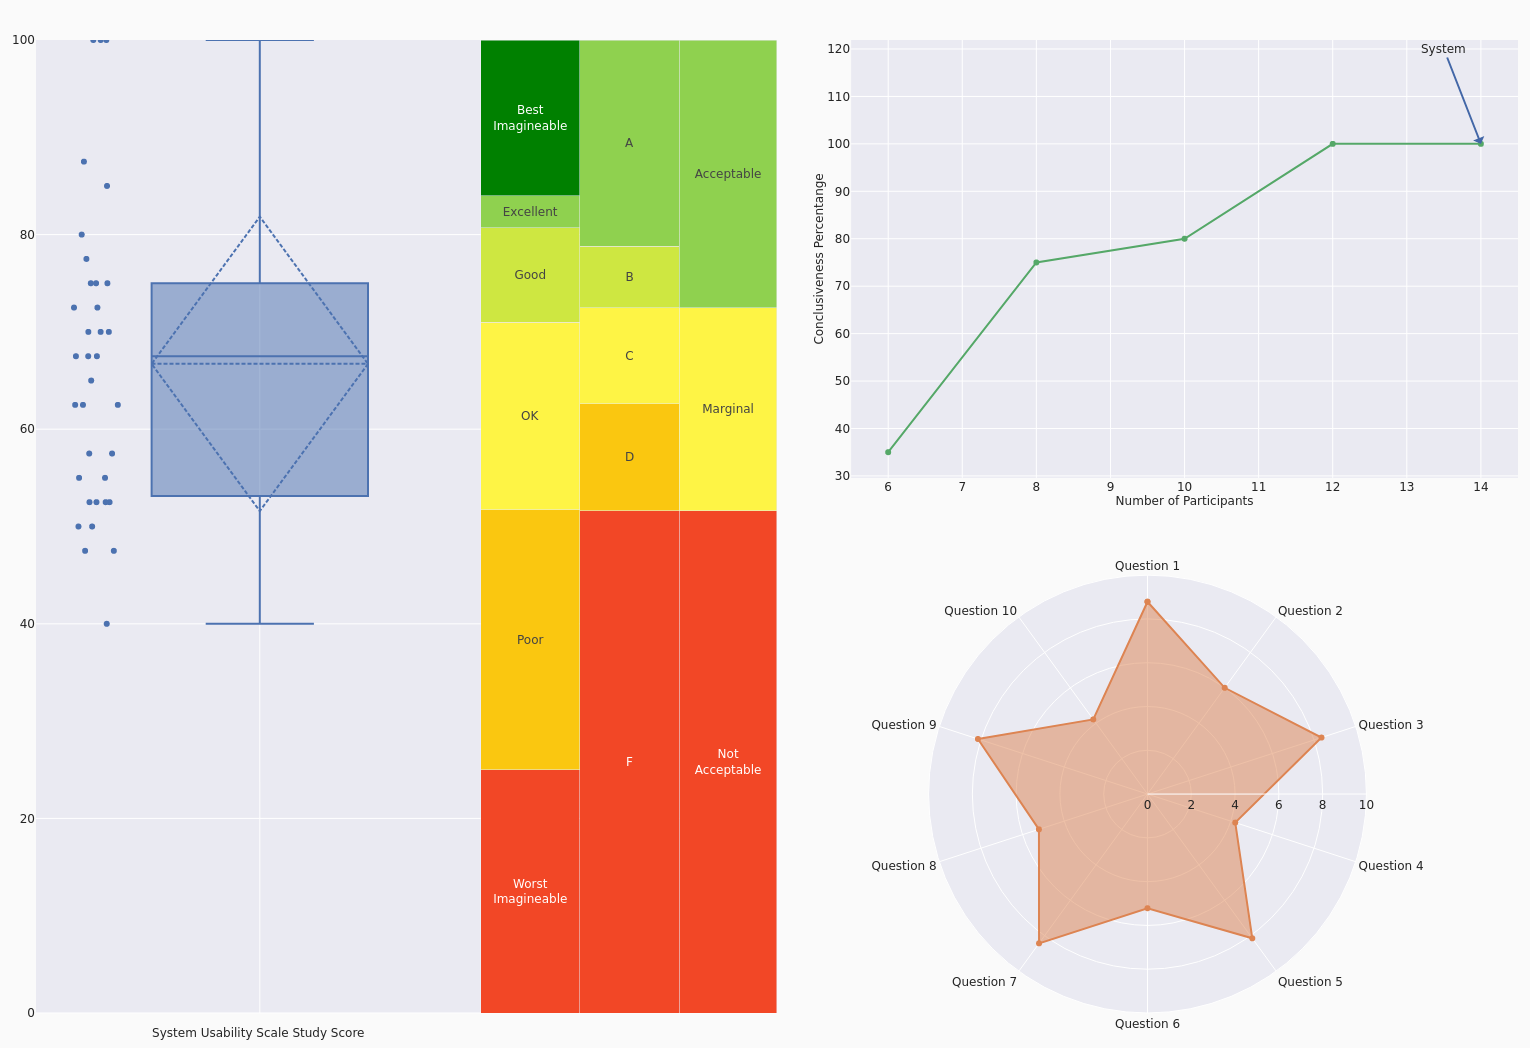 100
80
60
40
20
0
System Usability Scale Study Score
Best
Imagineable
Excellent
Good
OK
Poor
Worst
Imagineable
A
B
C
D
F
Acceptable
Marginal
Not
Acceptable
System
120
110
100
90
80
70
60
50
40
30
Conclusiveness Percentange
6 7 8 9 10 11 12 13 14
Number of Participants
Question 1
Question 2
Question 3
Question 4
Question 5
Question 6
Question 7
Question 8
Question 9
Question 10
0 2 4 6 8 10